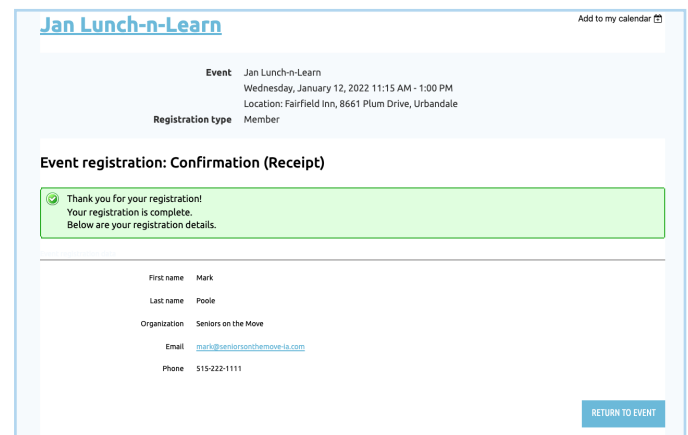 Jan Lunch-n-Learn
Add to my calendar
Event Jan Lunch-n-Learn
Wednesday, January 12, 2022 11:15 AM - 1:00 PM
Location: Fairfield Inn, 8661 Plum Drive, Urbandale
Registration type Member
Event registration: Confirmation (Receipt)
Thank you for your registration!
Your registration is complete.
Below are your registration details.
First name Mark
Last name Poole
Organization Seniors on the Move
Email mark@seniorsonthemove-ia.com
Phone 515-222-1111
RETURN TO EVENT